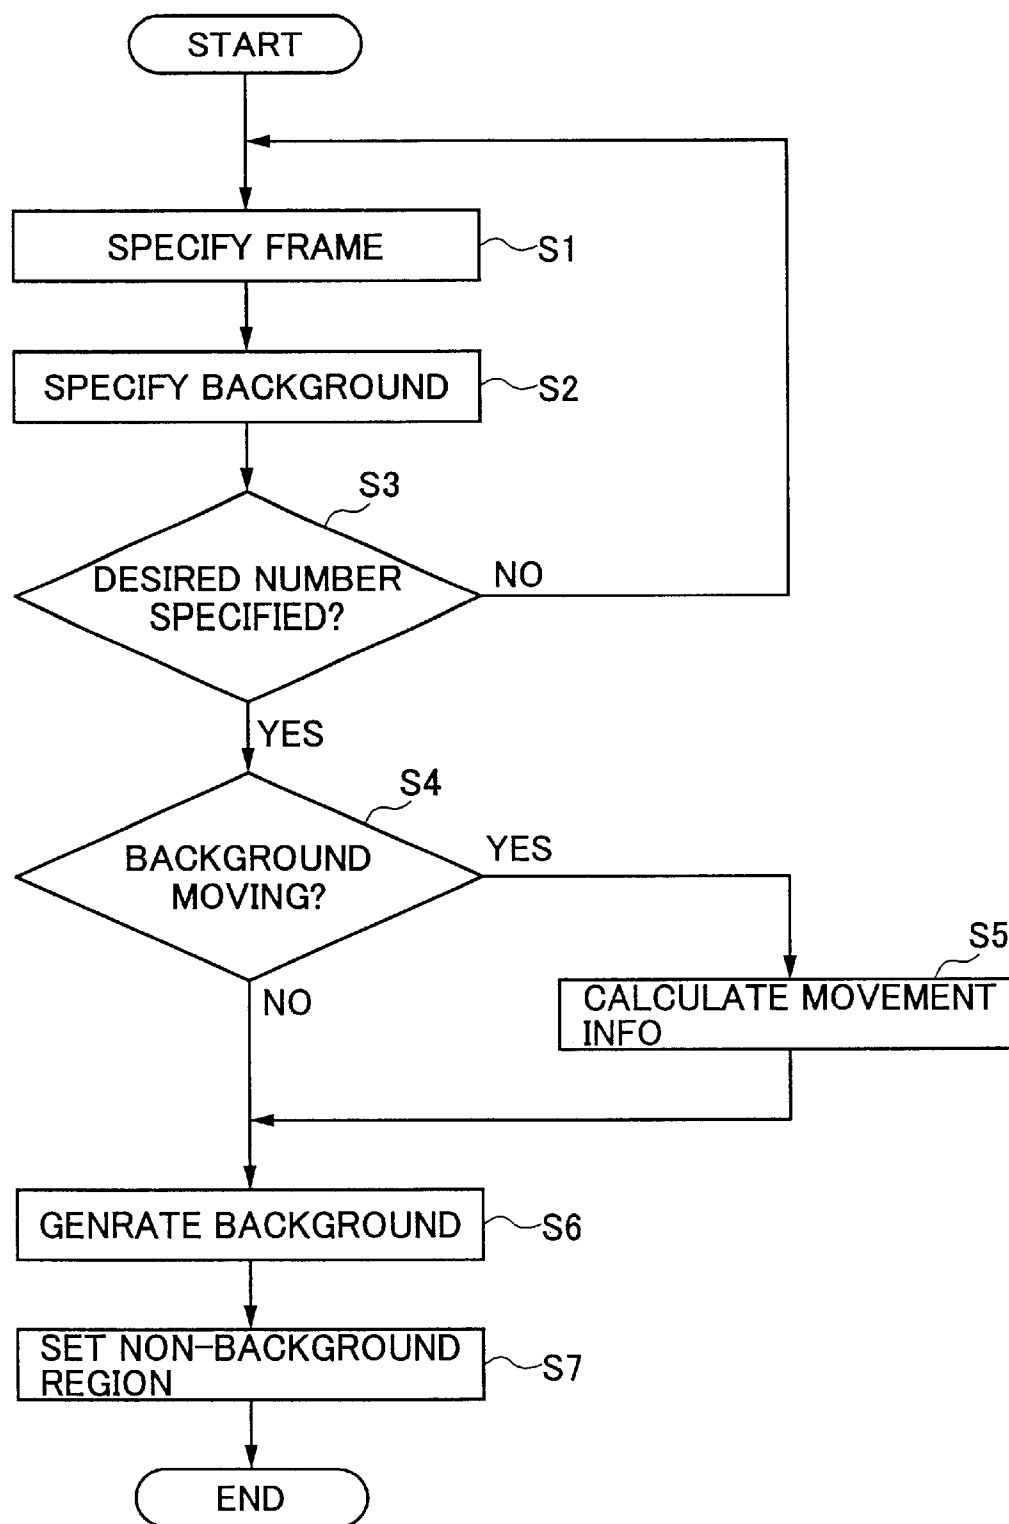 START
SPECIFY FRAME
S1
SPECIFY BACKGROUND
S2
S3
DESIRED NUMBER
SPECIFIED?
NO
YES
S4
BACKGROUND
MOVING?
YES
NO
S5
CALCULATE MOVEMENT
INFO
GENRATE BACKGROUND
S6
SET NON-BACKGROUND
REGION
S7
END